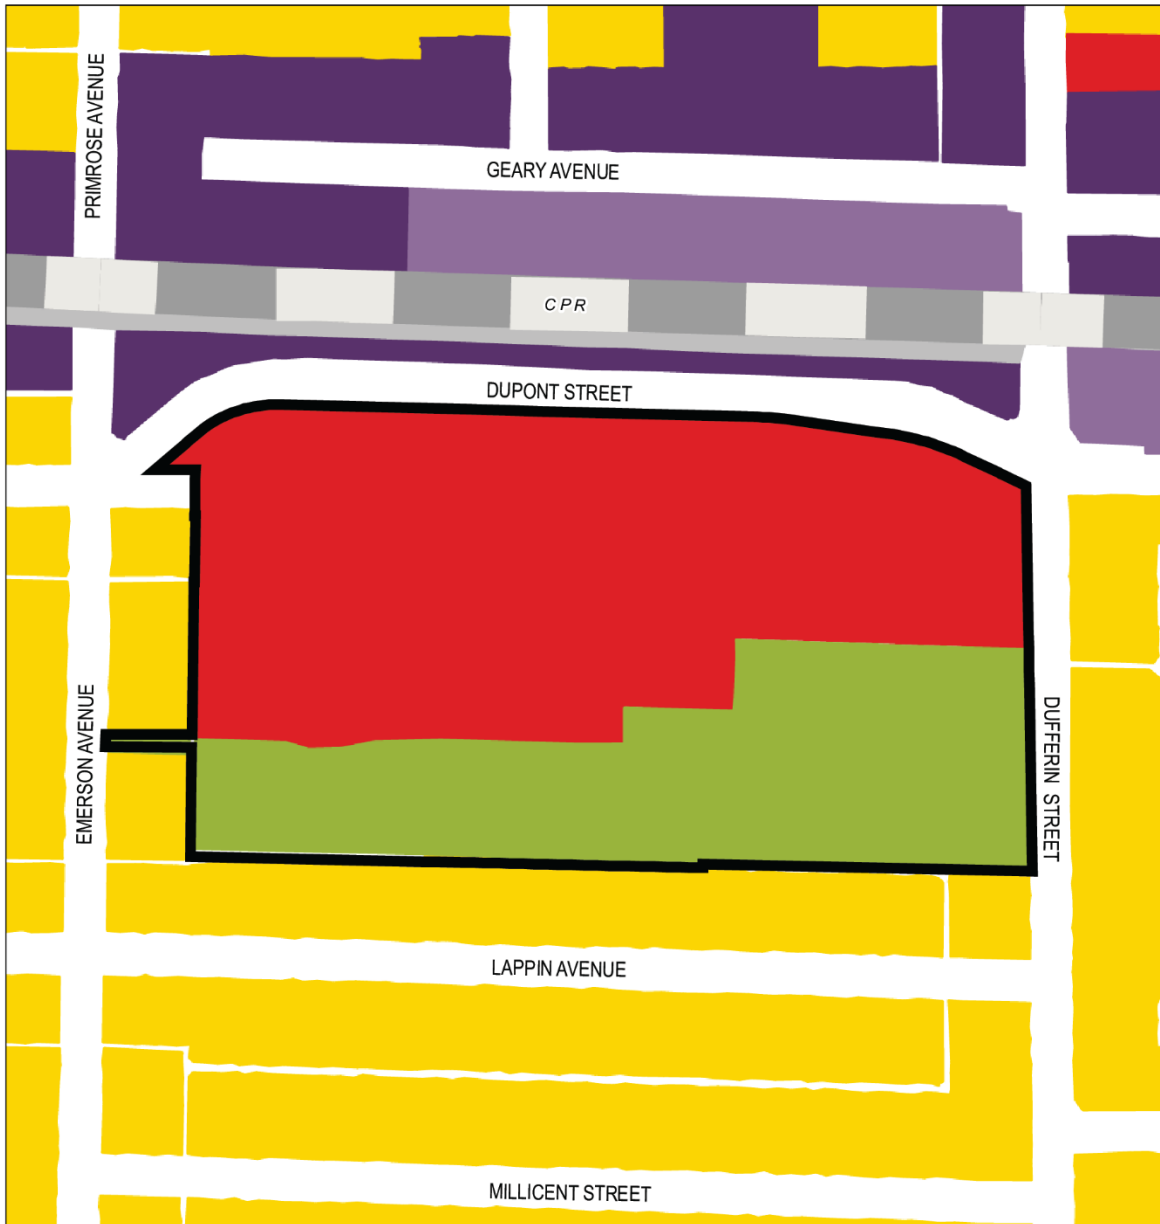 PRIMROSE AVENUE
GEARY AVENUE
CPR
DUPONT STREET
EMERSON AVENUE
DUFFERIN STREET
LAPPIN AVENUE
MILLICENT STREET